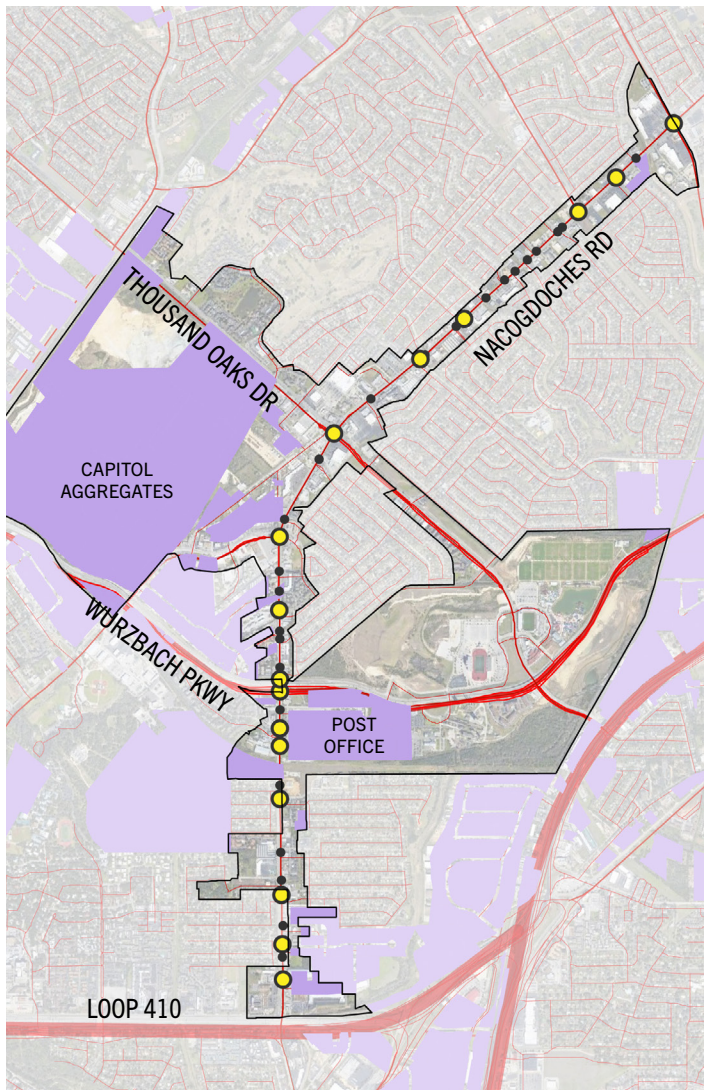 NACOGDOCHES RD
THOUSAND OAKS DR
CAPITOL
AGGREGATES
WURZBACH PKWY
POST
OFFICE
LOOP 410